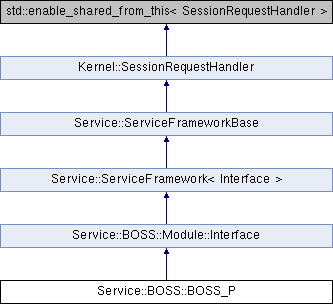 std::enable_shared_from_this< SessionRequestHandler >
Kernel::SessionRequestHandler
Service::ServiceFrameworkBase
Service::ServiceFramework< Interface >
Service::BOSS::Module::Interface
Service::BOSS::BOSS_P